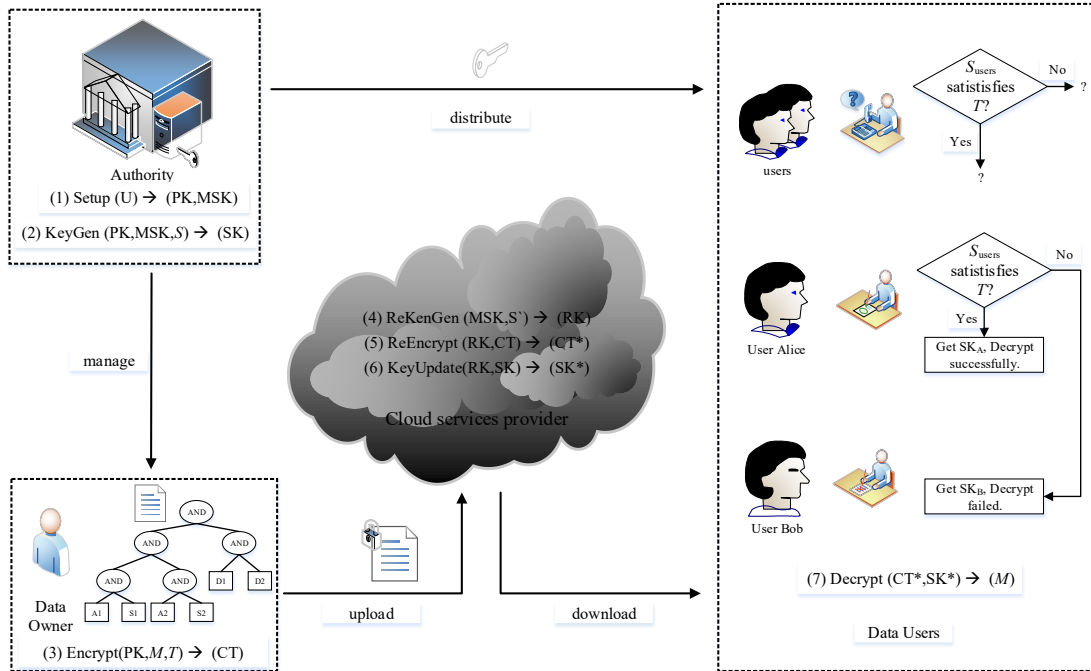 Authority
(1) Setup (U) → (PK,MSK)
(2) KeyGen (PK,MSK,S) → (SK)
distribute
manage
(4) ReKenGen (MSK,S`) → (RK)
(5) ReEncrypt (RK,CT) → (CT*)
(6) KeyUpdate(RK,SK) → (SK*)
Cloud services provider
AND
AND
AND
AND
AND
D1
D2
A1
S1
A2
S2
Data
Owner
(3) Encrypt(PK,M,T) → (CT)
upload
download
?
users
S users
satistisfies
T?
No
?
Yes
?
User Alice
S users
satistisfies
T?
No
Yes
Get SKA, Decrypt
successfully.
User Bob
Get SKB, Decrypt
failed.
(7) Decrypt (CT*,SK*) → (M)
Data Users